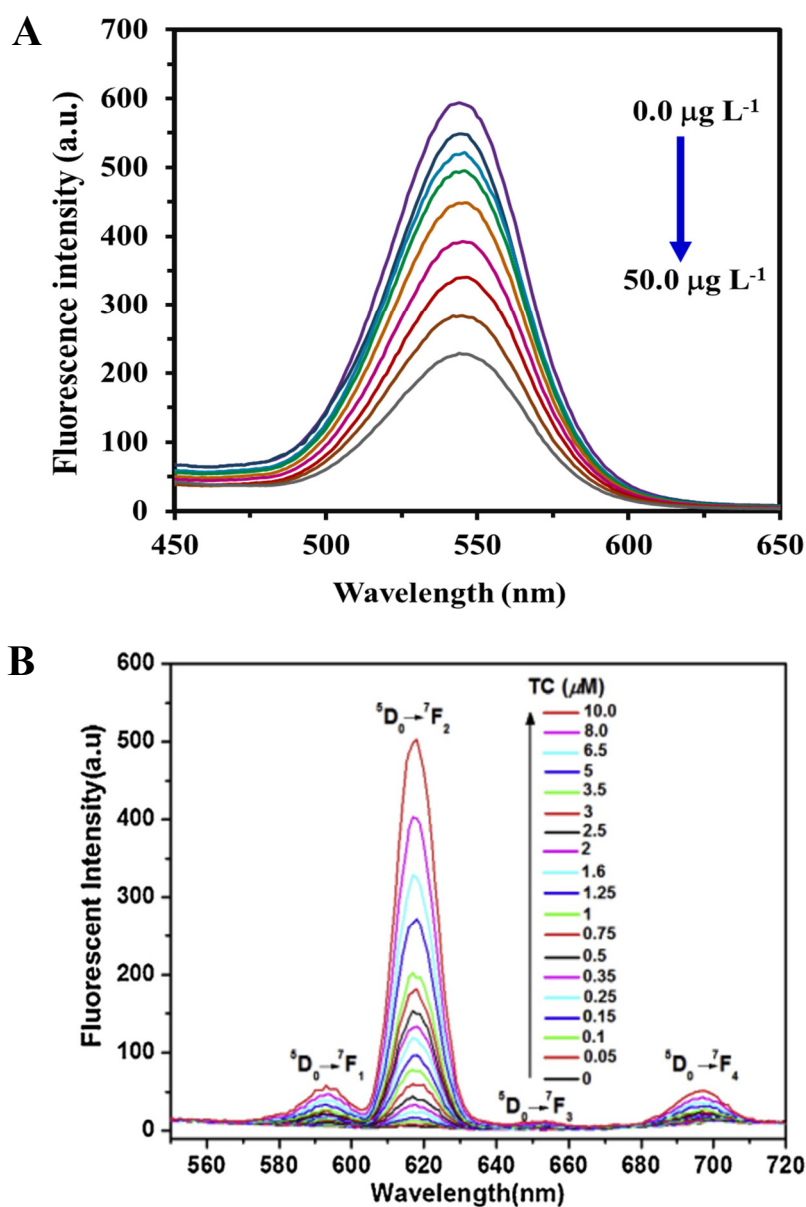 A
700
600
500
400
300
200
100
0
Fluorescence intensity (a.u.)
0.0 µg L⁻¹
50.0 µg L⁻¹
450 500 550 600 650
Wavelength (nm)
B
600
500
400
300
200
100
0
Fluorescent Intensity(a.u)
⁵D₀→⁷F₂
⁵D₀→⁷F₁
⁵D₀→⁷F₃
⁵D₀→⁷F₄
TC (µM)
10.0
8.0
6.5
5
3.5
3
2.5
2
1.6
1.25
1
0.75
0.5
0.35
0.25
0.15
0.1
0.05
0
560 580 600 620 640 660 680 700 720
Wavelength(nm)